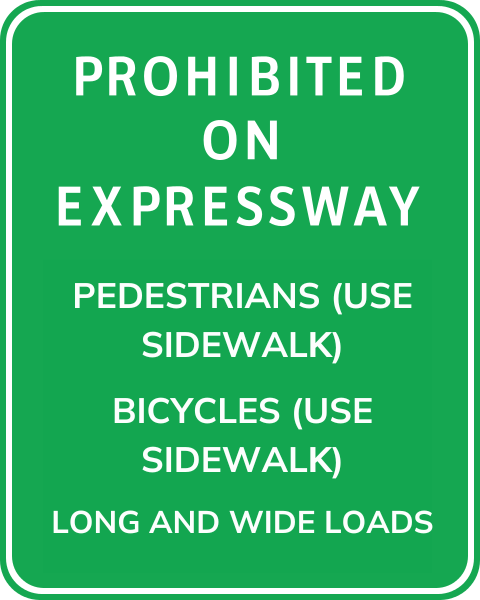 PROHIBITED
ON
EXPRESSWAY
PEDESTRIANS (USE
SIDEWALK)
BICYCLES (USE
SIDEWALK)
LONG AND WIDE LOADS